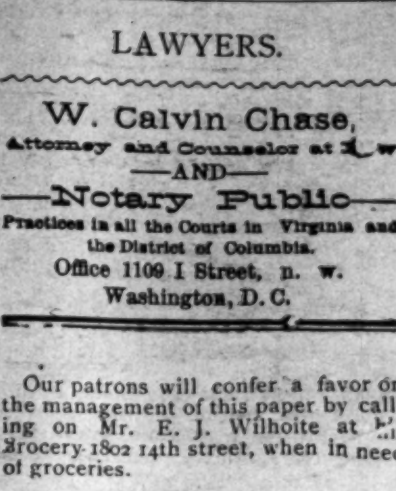 LAWYERS.
W. Calvin Chase,
Attorney and Counselor at
—AND—
—Notary Public—
Practices in all the Courts in Virginia and
the District of Columbia.
Office 1109 I Street, n. w.
Washington, D. C.
Our patrons will confer a favor on
the management of this paper by call
ing on Mr. E. J. Wilhoite at
Grocery-1802 14th street, when in need
of groceries.